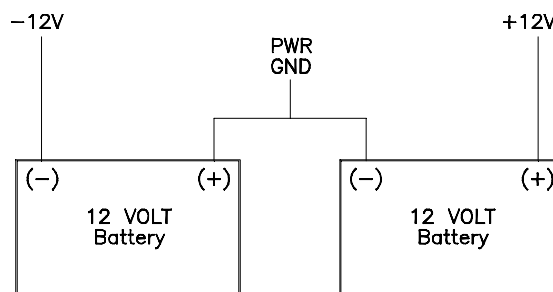 −12V
+12V
PWR
GND
(−)
(+)
(−)
(+)
12 VOLT
Battery
12 VOLT
Battery